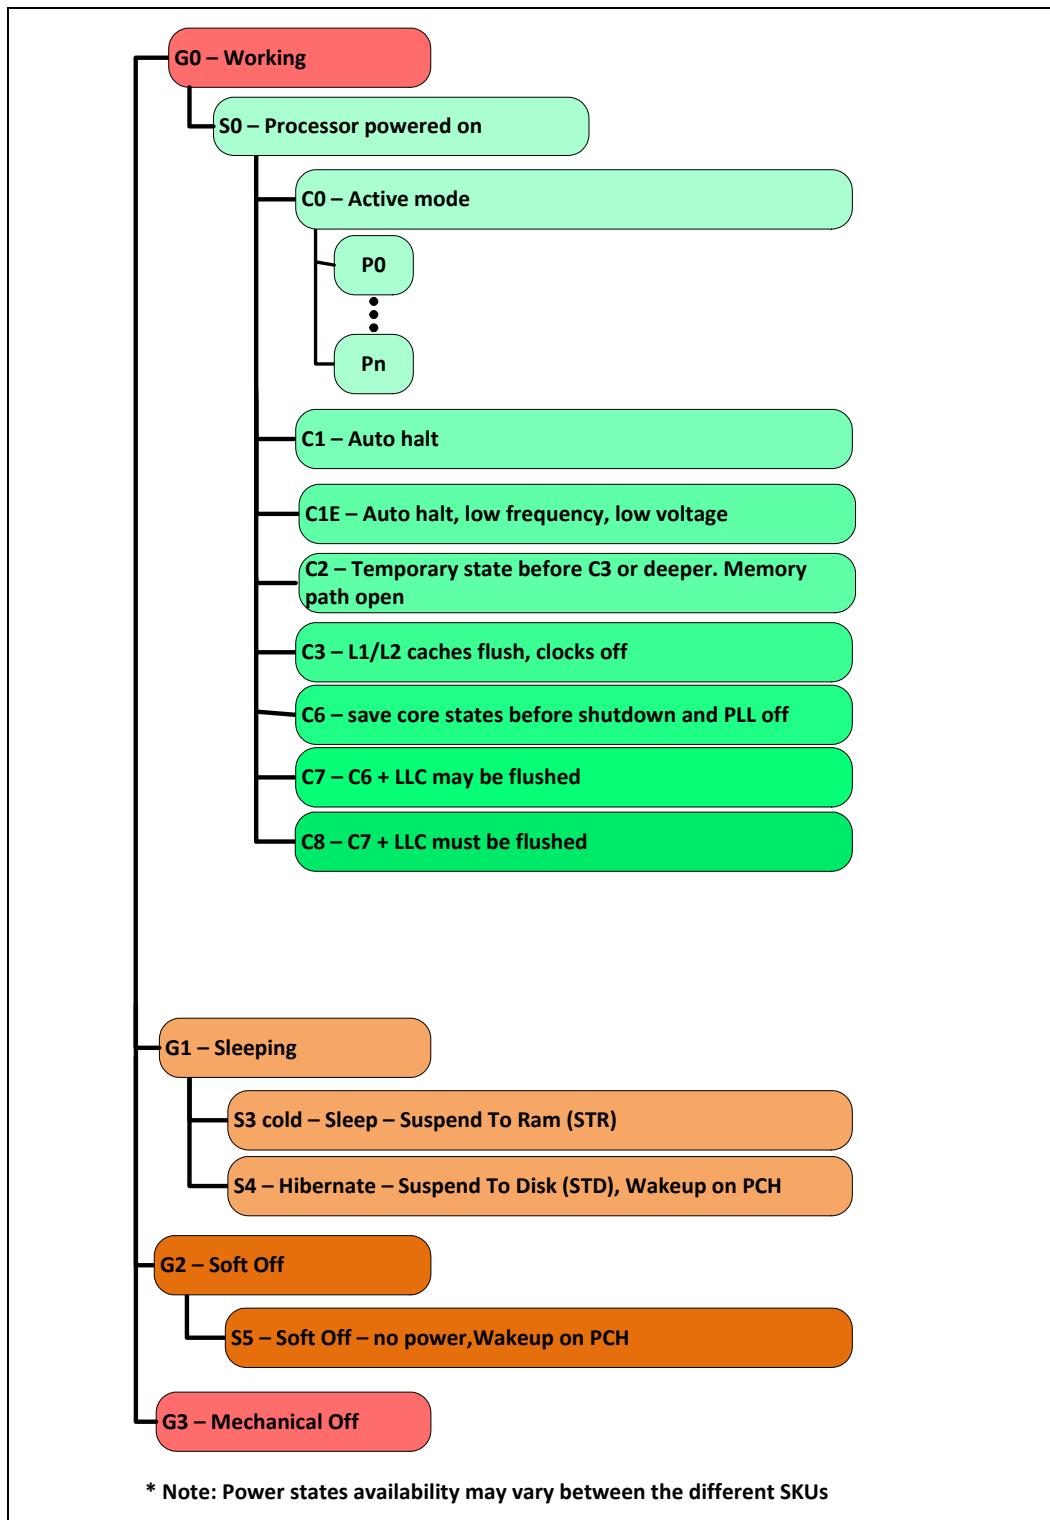 G0 – Working
S0 – Processor powered on
C0 – Active mode
P0
Pn
C1 – Auto halt
C1E – Auto halt, low frequency, low voltage
C2 – Temporary state before C3 or deeper. Memory
path open
C3 – L1/L2 caches flush, clocks off
C6 – save core states before shutdown and PLL off
C7 – C6 + LLC may be flushed
C8 – C7 + LLC must be flushed
G1 – Sleeping
S3 cold – Sleep – Suspend To Ram (STR)
S4 – Hibernate – Suspend To Disk (STD), Wakeup on PCH
G2 – Soft Off
S5 – Soft Off – no power,Wakeup on PCH
G3 – Mechanical Off
* Note: Power states availability may vary between the different SKUs